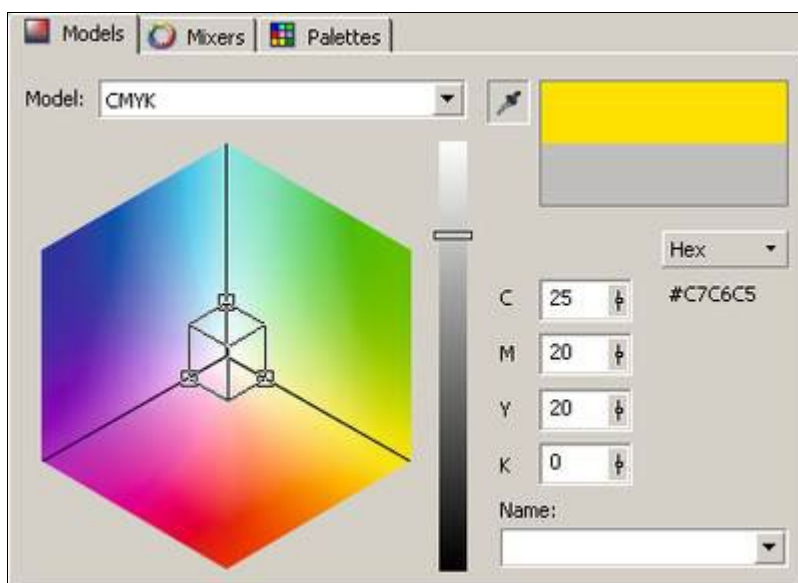 Models Mixers Palettes
Model: CMYK
Hex
C 25 #C7C6C5
M 20
Y 20
K 0
Name: